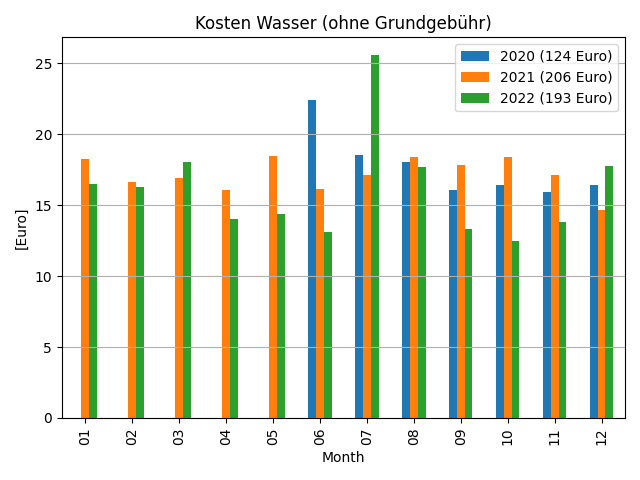 Kosten Wasser (ohne Grundgebühr)
2020 (124 Euro)
2021 (206 Euro)
2022 (193 Euro)
25
20
15
10
5
0
[Euro]
01 02 03 04 05 06 07 08 09 10 11 12
Month